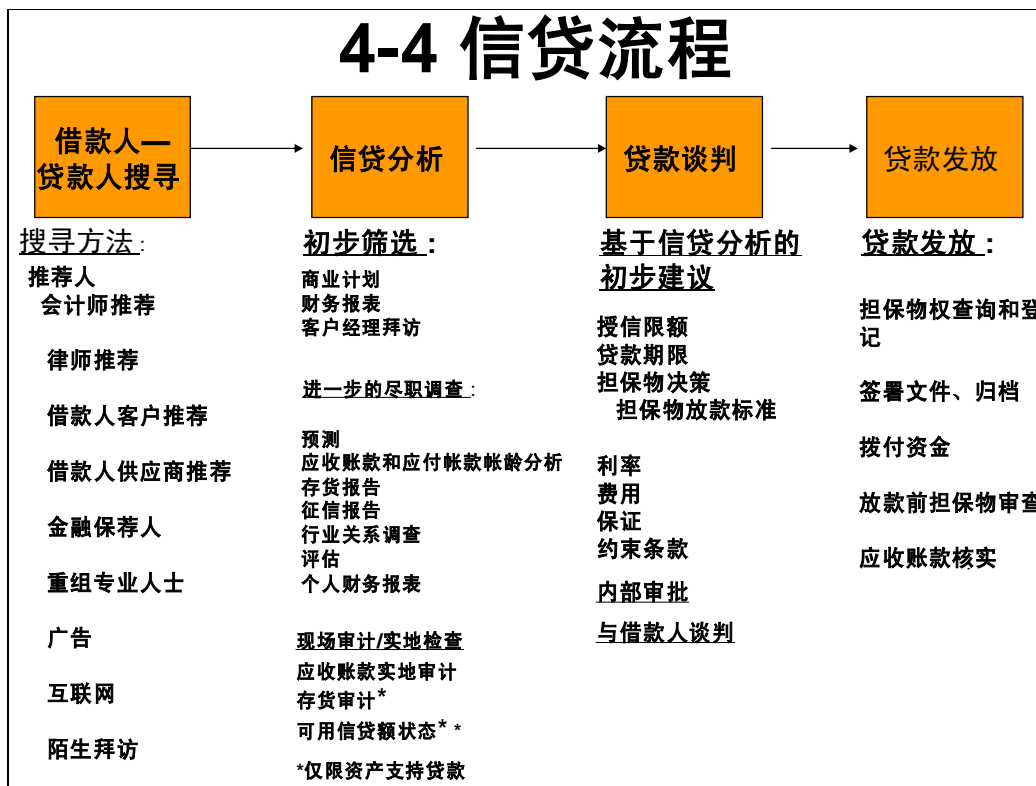 4-4 信贷流程
借款人—
贷款人搜寻
信贷分析
贷款谈判
贷款发放
搜寻方法 :
推荐人
会计师推荐
律师推荐
借款人客户推荐
借款人供应商推荐
金融保荐人
重组专业人士
广告
互联网
陌生拜访
初步筛选 :
商业计划
财务报表
客户经理拜访
进一步的尽职调查 :
预测
应收账款和应付帐款帐龄分析
存货报告
征信报告
行业关系调查
评估
个人财务报表
现场审计/实地检查
应收账款实地审计
存货审计*
可用信贷额状态* *
*仅限资产支持贷款
基于信贷分析的
初步建议
授信限额
贷款期限
担保物决策
担保物放款标准
利率
费用
保证
约束条款
内部审批
与借款人谈判
贷款发放 :
担保物权查询和登
记
签署文件、归档
拨付资金
放款前担保物审查
应收账款核实